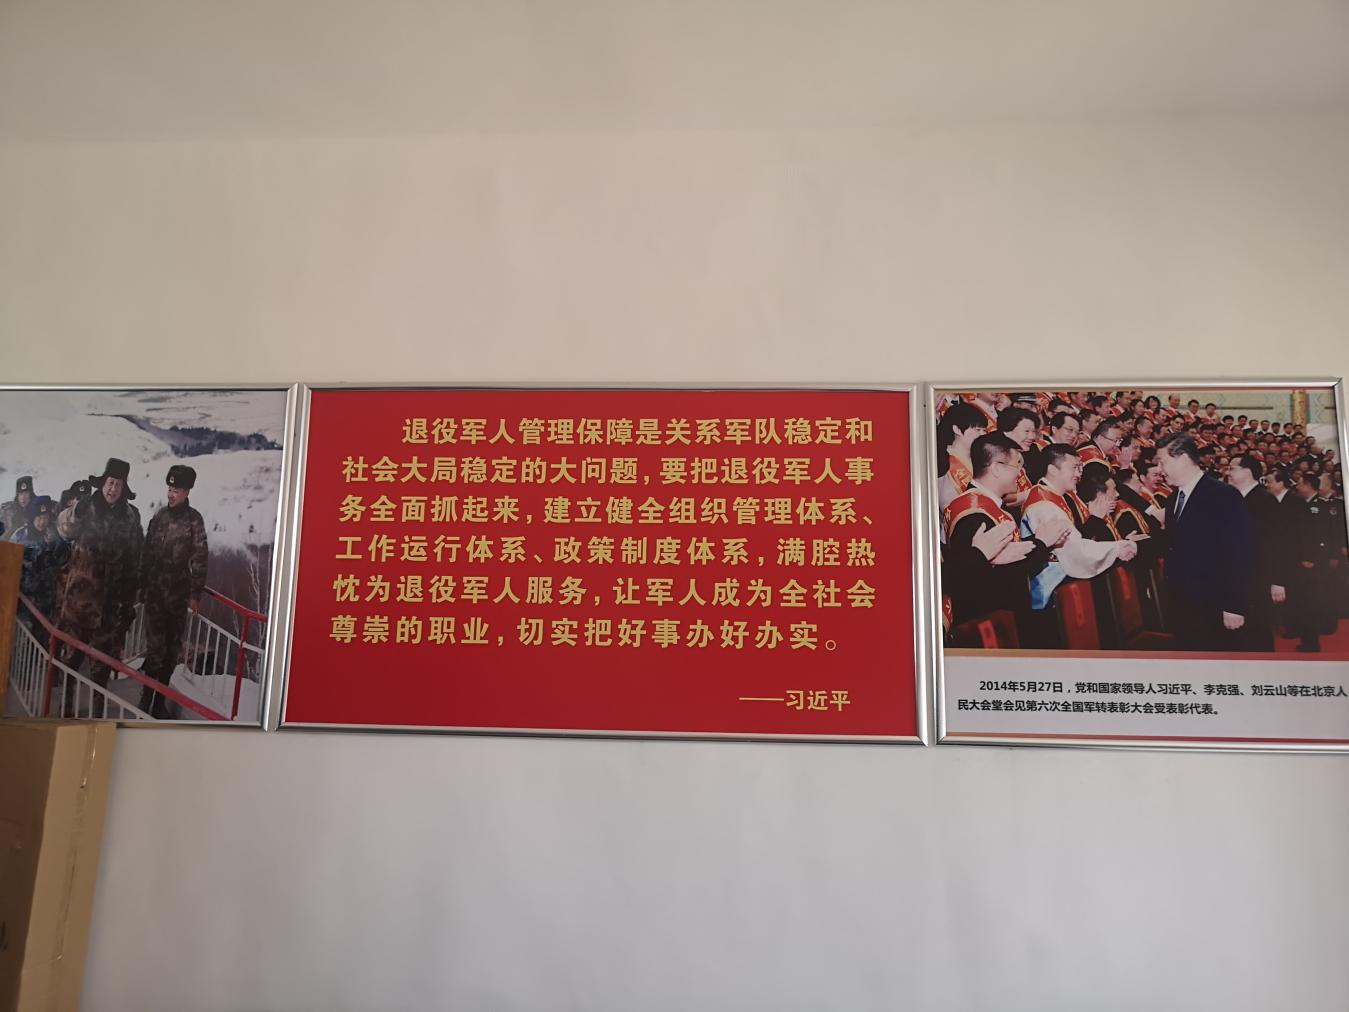 退役军人管理保障是关系军队稳定和
社会大局稳定的大问题，要把退役军人事
务全面抓起来，建立健全组织管理体系、
工作运行体系、政策制度体系，满腔热
忱为退役军人服务，让军人成为全社会
尊崇的职业，切实把好事办好办实。
——习近平
2014年5月27日，党和国家领导人习近平、李克强、刘云山等在北京人
民大会堂会见第六次全国军转表彰大会受表彰代表。